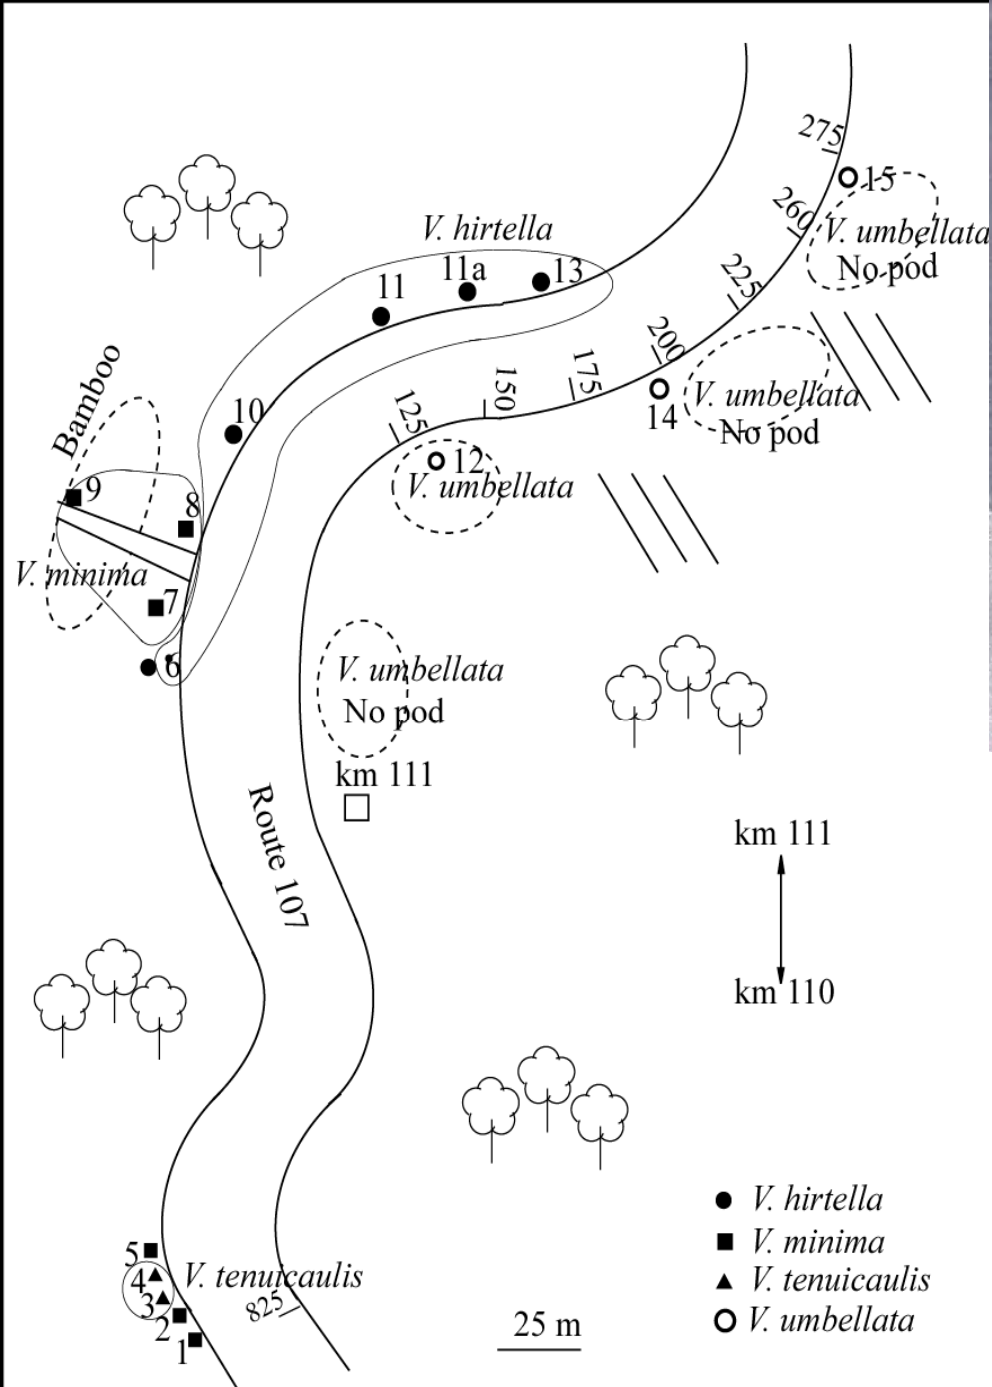 275
15
260
V. umbellata
No pod
V. hirtella
11a
13
11
225
200
V. umbellata
No pod
14
175
150
125
Bamboo
10
12
V. umbellata
9
8
V. minima
7
6
V. umbellata
No pod
km 111
Route 107
km 111
km 110
5
4
V. tenuicaulis
3
2
1
825
25 m
V. hirtella
V. minima
V. tenuicaulis
V. umbellata